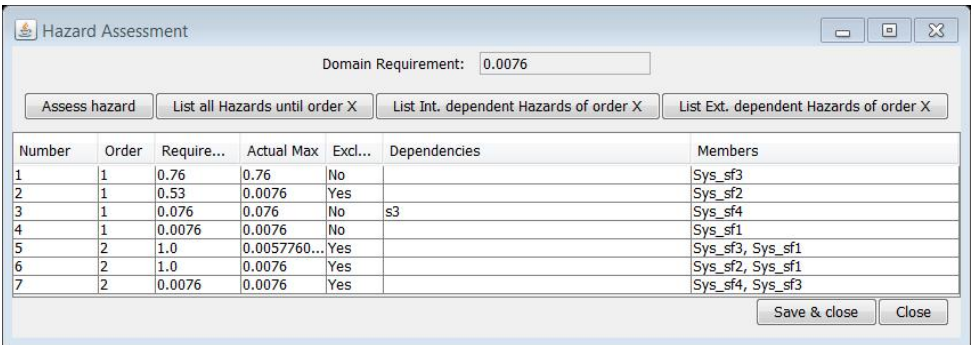 Hazard Assessment
Domain Requirement: 0.0076
Assess hazard List all Hazards until order X List Int. dependent Hazards of order X List Ext. dependent Hazards of order X
Number Order Require... Actual Max Excl... Dependencies Members
1 1 0.76 0.76 No Sys_sf3
2 1 0.53 0.0076 Yes Sys_sf2
3 1 0.076 0.076 No s3 Sys_sf4
4 1 0.0076 0.0076 No Sys_sf1
5 2 1.0 0.0057760... Yes Sys_sf3, Sys_sf1
6 2 1.0 0.0076 Yes Sys_sf2, Sys_sf1
7 2 0.0076 0.0076 Yes Sys_sf4, Sys_sf3
Save & close Close